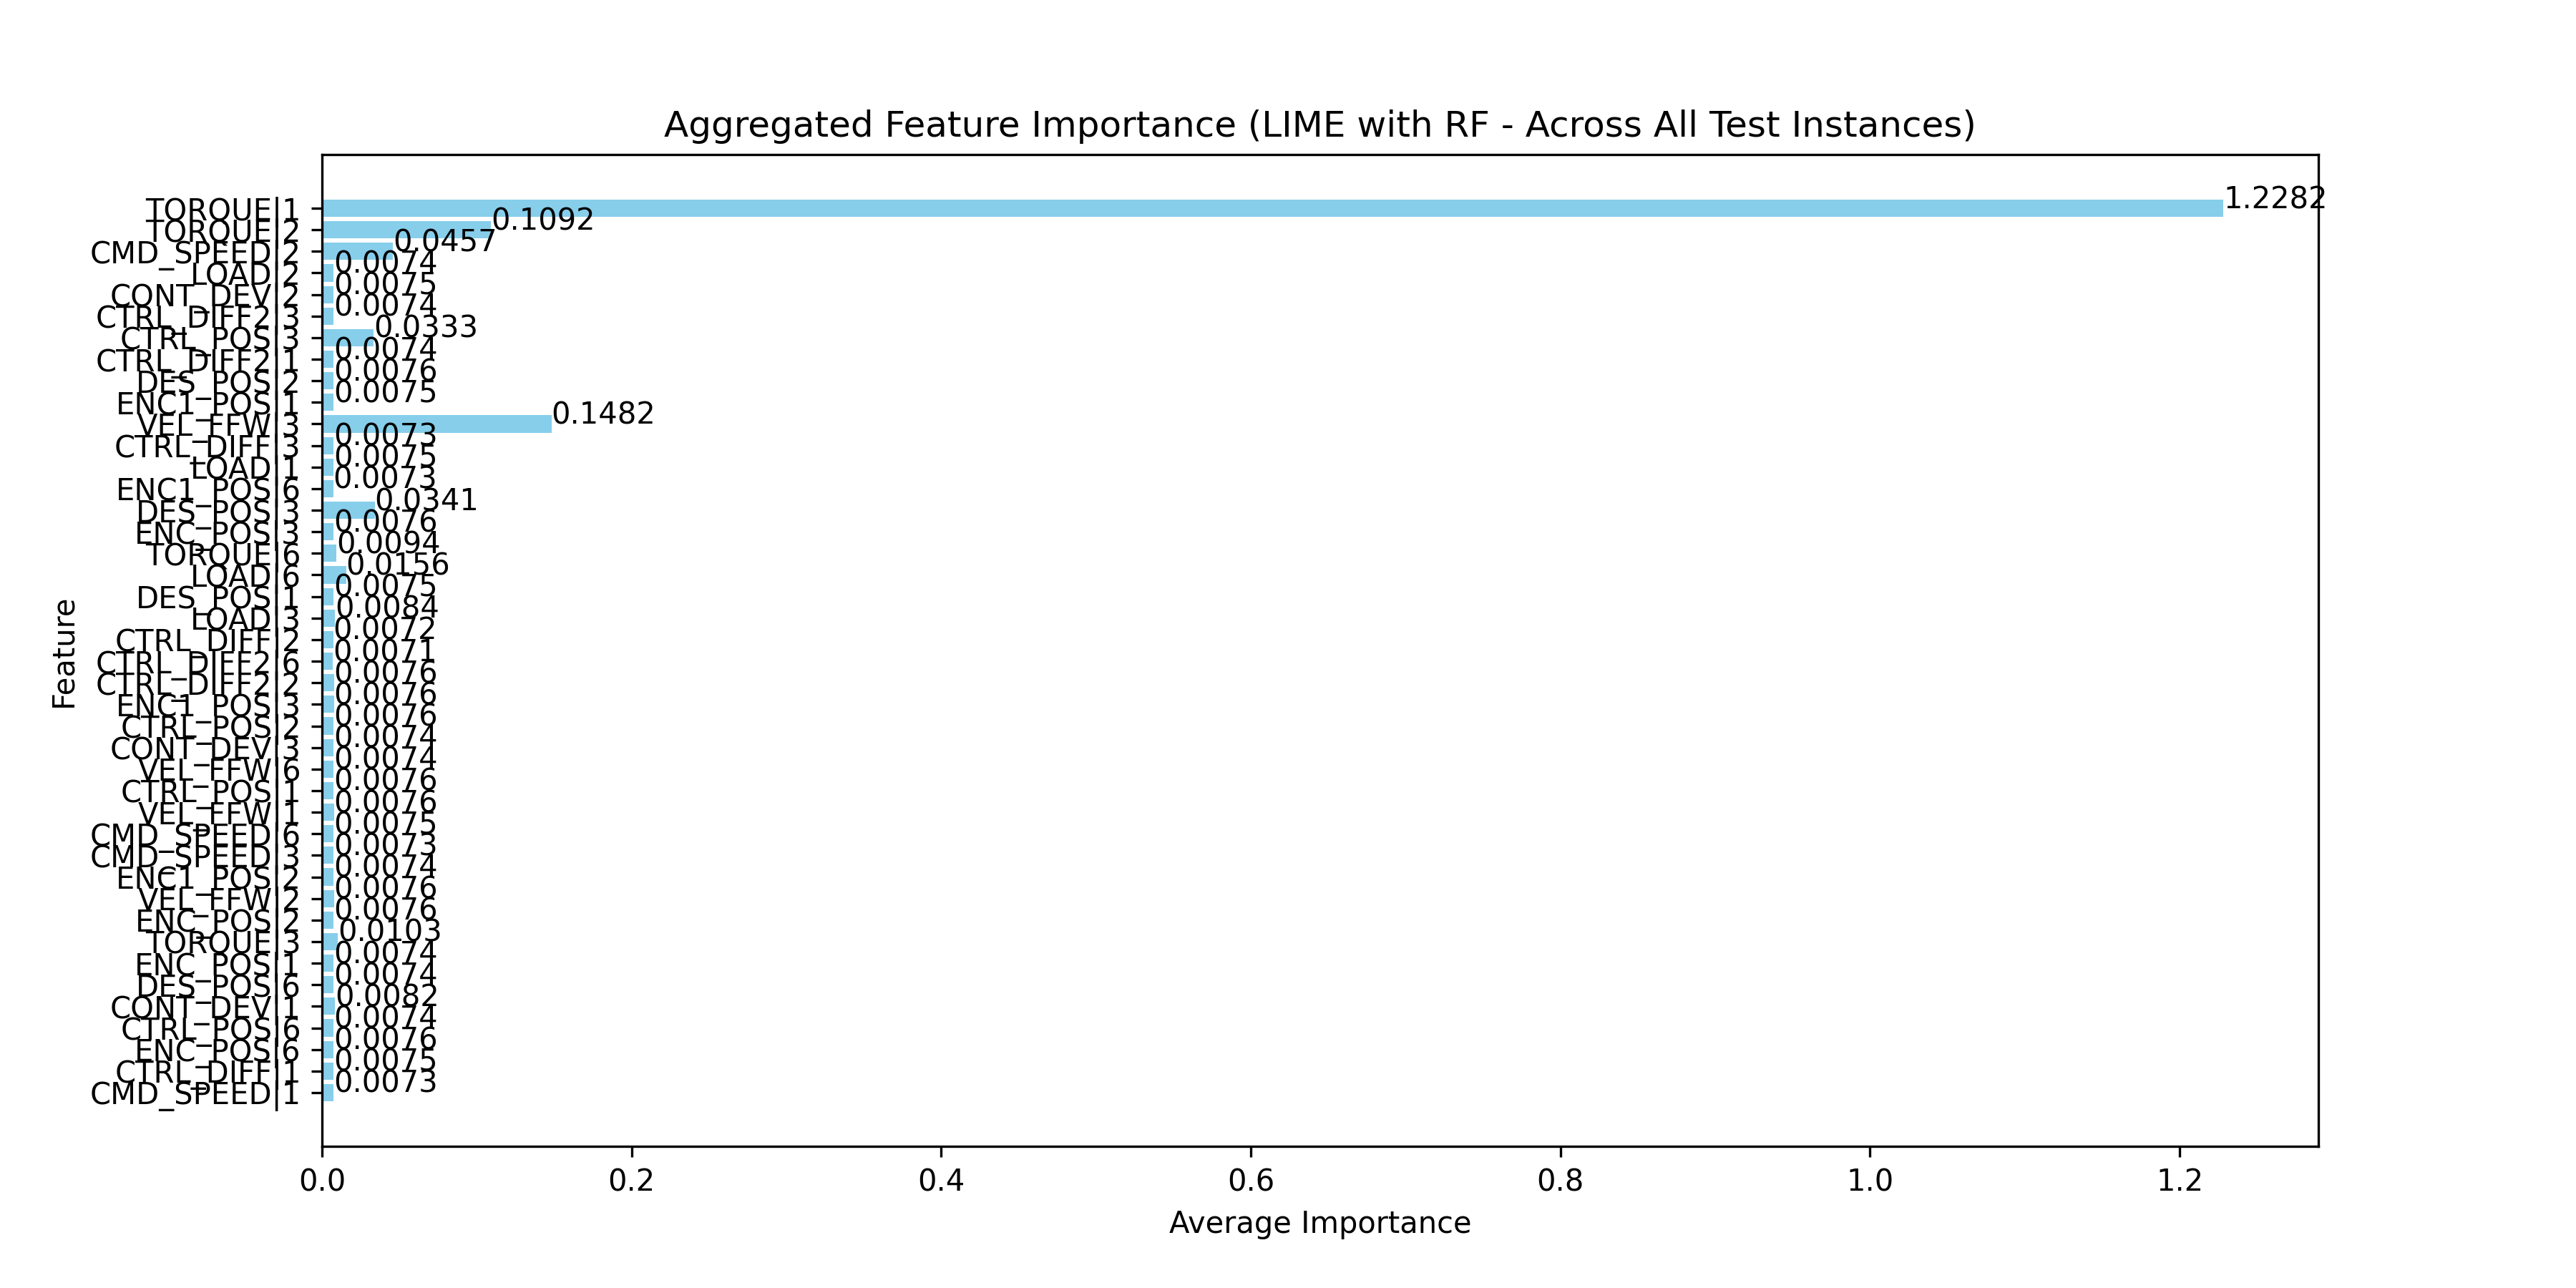 Aggregated Feature Importance (LIME with RF - Across All Test Instances)
TORQUE|1 1.2282
TORQUE|2 0.1092
CMD_SPEED|2 0.0457
LOAD|2 0.0074
CONT_DEV|2 0.0075
CTRL_DIFF2|3 0.0074
CTRL_POS|3 0.0333
CTRL_DIFF2|1 0.0074
DES_POS|2 0.0076
ENC1_POS|1 0.0075
VEL_FFW|3 0.1482
CTRL_DIFF|3 0.0073
LOAD|1 0.0075
ENC1_POS|6 0.0073
DES_POS|3 0.0341
ENC_POS|3 0.0076
TORQUE|6 0.0094
LOAD|6 0.0156
DES_POS|1 0.0075
LOAD|3 0.0084
CTRL_DIFF|2 0.0072
CTRL_DIFF2|6 0.0071
CTRL_DIFF2|2 0.0076
ENC1_POS|3 0.0076
CTRL_POS|2 0.0076
CONT_DEV|3 0.0074
VEL_FFW|6 0.0074
CTRL_POS|1 0.0076
VEL_FFW|1 0.0076
CMD_SPEED|6 0.0075
CMD_SPEED|3 0.0073
ENC1_POS|2 0.0074
VEL_FFW|2 0.0076
ENC_POS|2 0.0076
TORQUE|3 0.0103
ENC_POS|1 0.0074
DES_POS|6 0.0074
CONT_DEV|1 0.0082
CTRL_POS|6 0.0074
ENC_POS|6 0.0076
CTRL_DIFF|1 0.0075
CMD_SPEED|1 0.0073
Feature
0.0 0.2 0.4 0.6 0.8 1.0 1.2
Average Importance